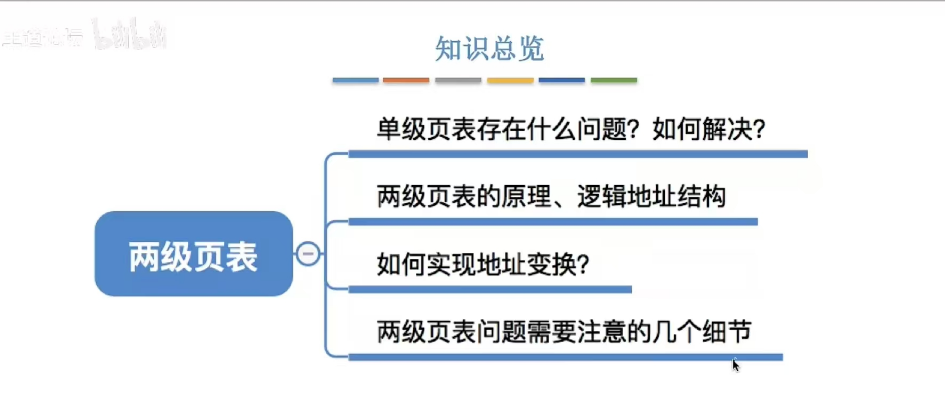 知识总览
单级页表存在什么问题？如何解决？
两级页表的原理、逻辑地址结构
两级页表
如何实现地址变换？
两级页表问题需要注意的几个细节